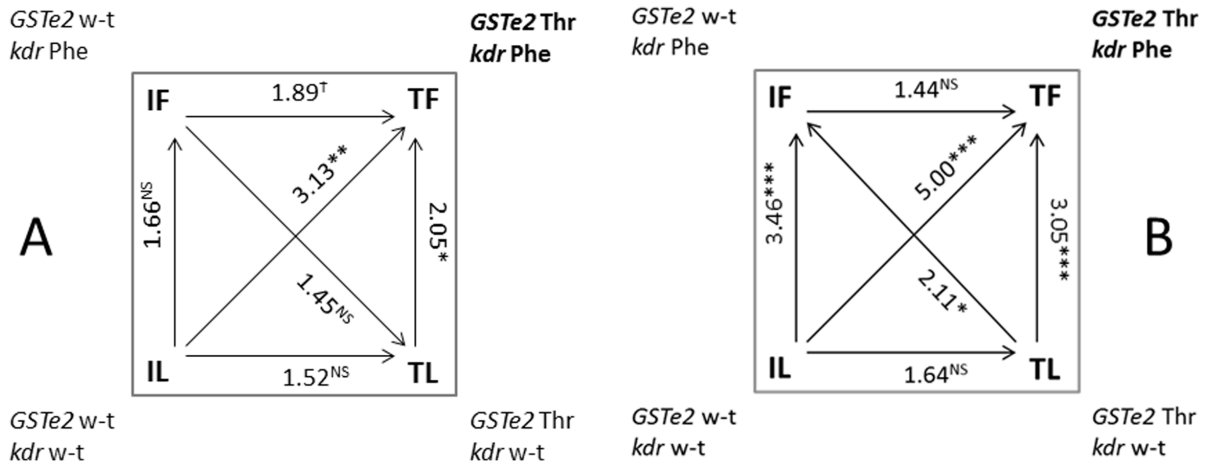 GSTe2 w-t
kdr Phe
GSTe2 Thr
kdr Phe
IF
1.89†
TF
1.66NS
3.13**
2.05*
1.45NS
IL
1.52NS
TL
A
GSTe2 w-t
kdr w-t
GSTe2 Thr
kdr w-t
GSTe2 w-t
kdr Phe
GSTe2 Thr
kdr Phe
IF
1.44NS
TF
3.46***
5.00***
3.05***
2.11*
IL
1.64NS
TL
B
GSTe2 w-t
kdr w-t
GSTe2 Thr
kdr w-t